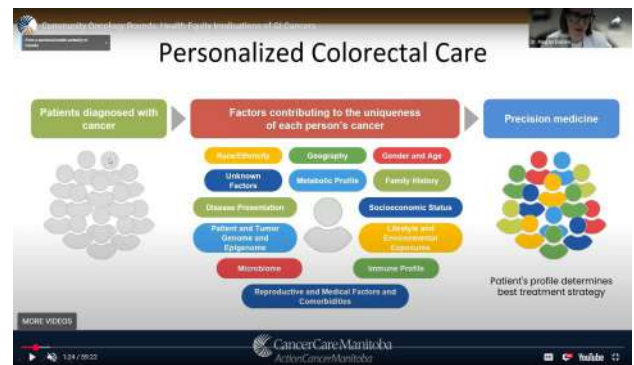 Community Oncology Rounds: Health Equity Implications of GI Cancers
Personalized Colorectal Care
Patients diagnosed with
cancer
Factors contributing to the uniqueness
of each person's cancer
Precision medicine
Race/Ethnicity
Geography
Gender and Age
Unknown
Factors
Metabolic Profile
Family History
Disease Presentation
Socioeconomic Status
Patient and Tumor
Genome and
Epigenome
Lifestyle and
Environmental
Exposures
Microbiome
Immune Profile
Reproductive and Medical Factors and
Comorbidities
Patient's profile determines
best treatment strategy
MORE VIDEOS
CancerCare Manitoba
ActionCancerManitoba
1:24 / 59:22
YouTube